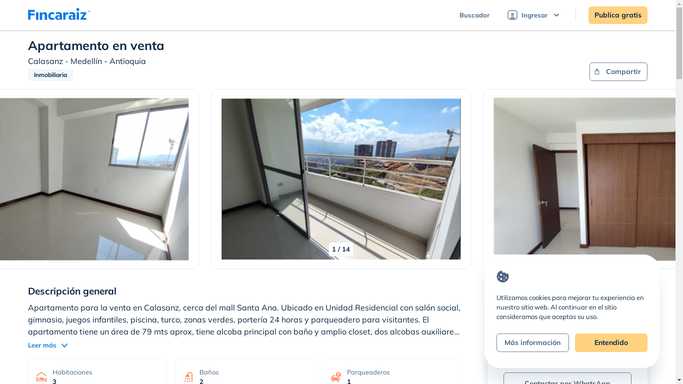 Fincaraiz
Buscador
Ingresar
Publica gratis
Apartamento en venta
Calasanz - Medellín - Antioquia
Inmobiliaria
Compartir
1 / 14
Descripción general
Apartamento para la venta en Calasanz, cerca del mall Santa Ana. Ubicado en Unidad Residencial con salón social,
gimnasio, juegos infantiles, piscina, turco, zonas verdes, portería 24 horas y parqueadero para visitantes. El
apartamento tiene un área de 79 mts aprox, tiene alcoba principal con baño y amplio closet, dos alcobas auxiliare...
Leer más
Habitaciones
3
Baños
2
Parqueaderos
1
Utilizamos cookies para mejorar tu experiencia en
nuestro sitio web. Al continuar en el sitio
consideramos que aceptas su uso.
Más información
Entendido
Contactar por WhatsApp